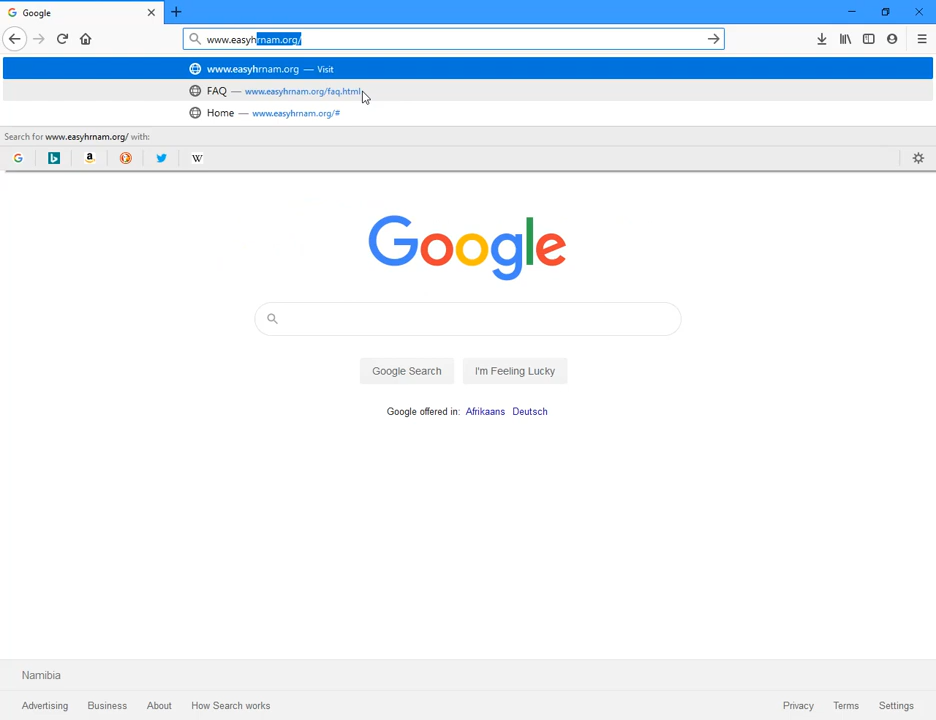 Google
www.easyhrnam.org/
www.easyhrnam.org — Visit
FAQ — www.easyhrnam.org/faq.html
Home — www.easyhrnam.org/#
Search for www.easyhrnam.org/ with:
Google
Google Search I'm Feeling Lucky
Google offered in: Afrikaans Deutsch
Namibia
Advertising Business About How Search works Privacy Terms Settings